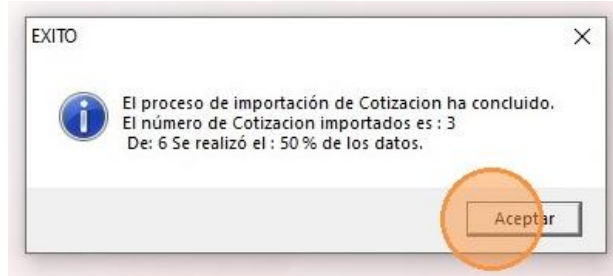 EXITO
El proceso de importación de Cotizacion ha concluido.
El número de Cotizacion importados es : 3
De: 6 Se realizó el : 50 % de los datos.
Aceptar